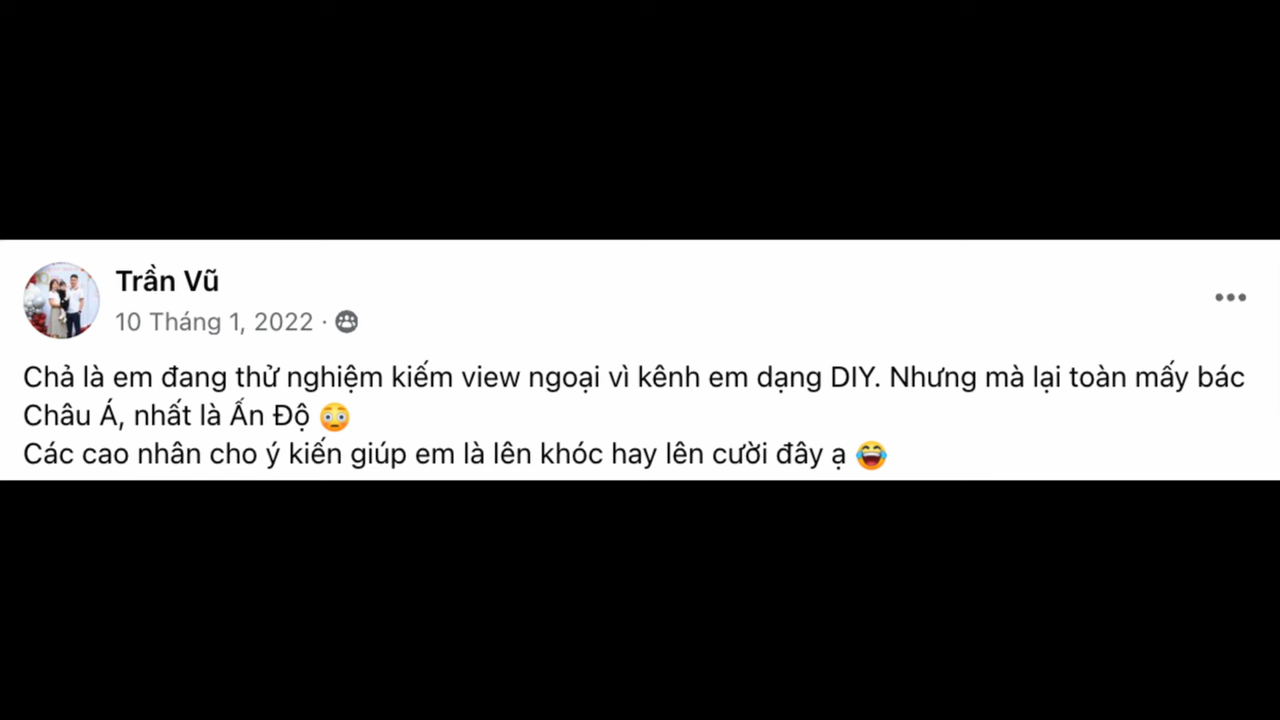 Trần Vũ
10 Tháng 1, 2022 ·
Chả là em đang thử nghiệm kiếm view ngoại vì kênh em dạng DIY. Nhưng mà lại toàn mấy bác
Châu Á, nhất là Ấn Độ 😳
Các cao nhân cho ý kiến giúp em là lên khóc hay lên cười đây ạ 😂